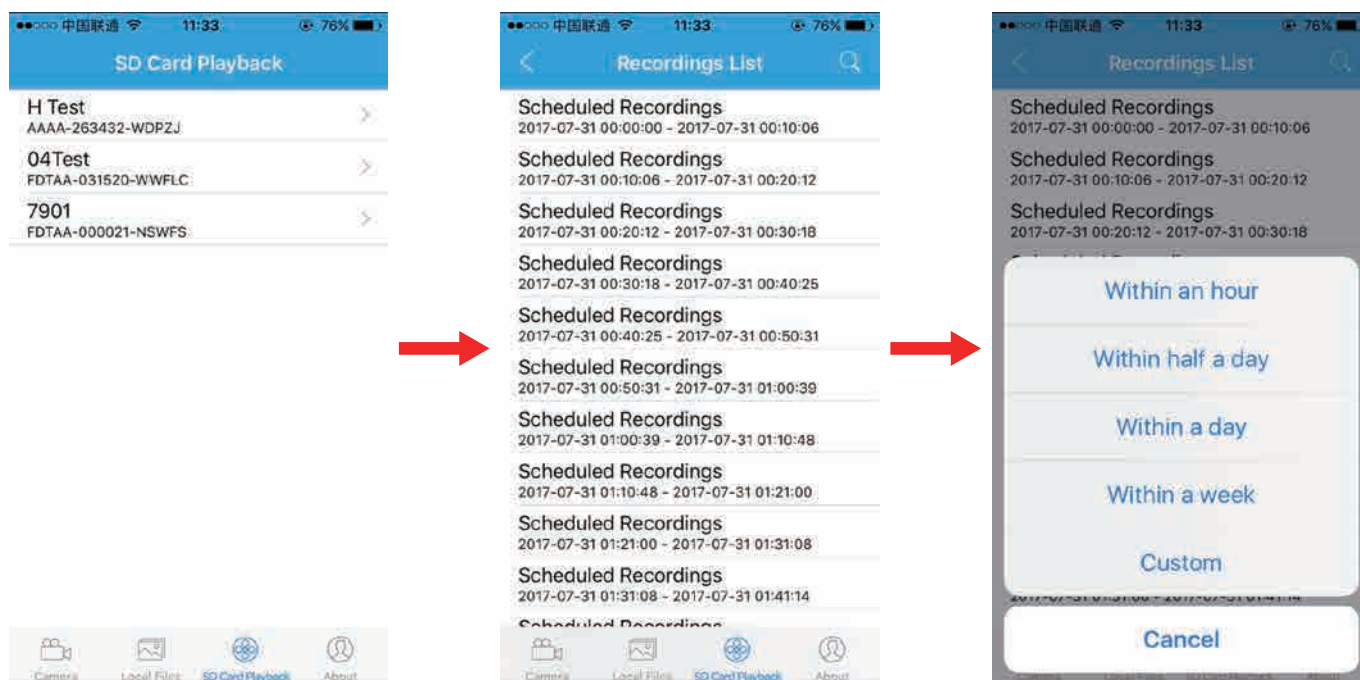 中国联通 11:33 76%
SD Card Playback
H Test
AAAA-263432-WDPZJ
04Test
FDTAA-031520-WWFLC
7901
FDTAA-000021-NSWFS
Camera Local Files SD Card Playback About
中国联通 11:33 76%
Recordings List
Scheduled Recordings
2017-07-31 00:00:00 - 2017-07-31 00:10:06
Scheduled Recordings
2017-07-31 00:10:06 - 2017-07-31 00:20:12
Scheduled Recordings
2017-07-31 00:20:12 - 2017-07-31 00:30:18
Scheduled Recordings
2017-07-31 00:30:18 - 2017-07-31 00:40:25
Scheduled Recordings
2017-07-31 00:40:25 - 2017-07-31 00:50:31
Scheduled Recordings
2017-07-31 00:50:31 - 2017-07-31 01:00:39
Scheduled Recordings
2017-07-31 01:00:39 - 2017-07-31 01:10:48
Scheduled Recordings
2017-07-31 01:10:48 - 2017-07-31 01:21:00
Scheduled Recordings
2017-07-31 01:21:00 - 2017-07-31 01:31:08
Scheduled Recordings
2017-07-31 01:31:08 - 2017-07-31 01:41:14
Scheduled Recordings
Camera Local Files SD Card Playback About
中国联通 11:33 76%
Recordings List
Scheduled Recordings
2017-07-31 00:00:00 - 2017-07-31 00:10:06
Scheduled Recordings
2017-07-31 00:10:06 - 2017-07-31 00:20:12
Scheduled Recordings
2017-07-31 00:20:12 - 2017-07-31 00:30:18
Within an hour
Within half a day
Within a day
Within a week
Custom
Cancel